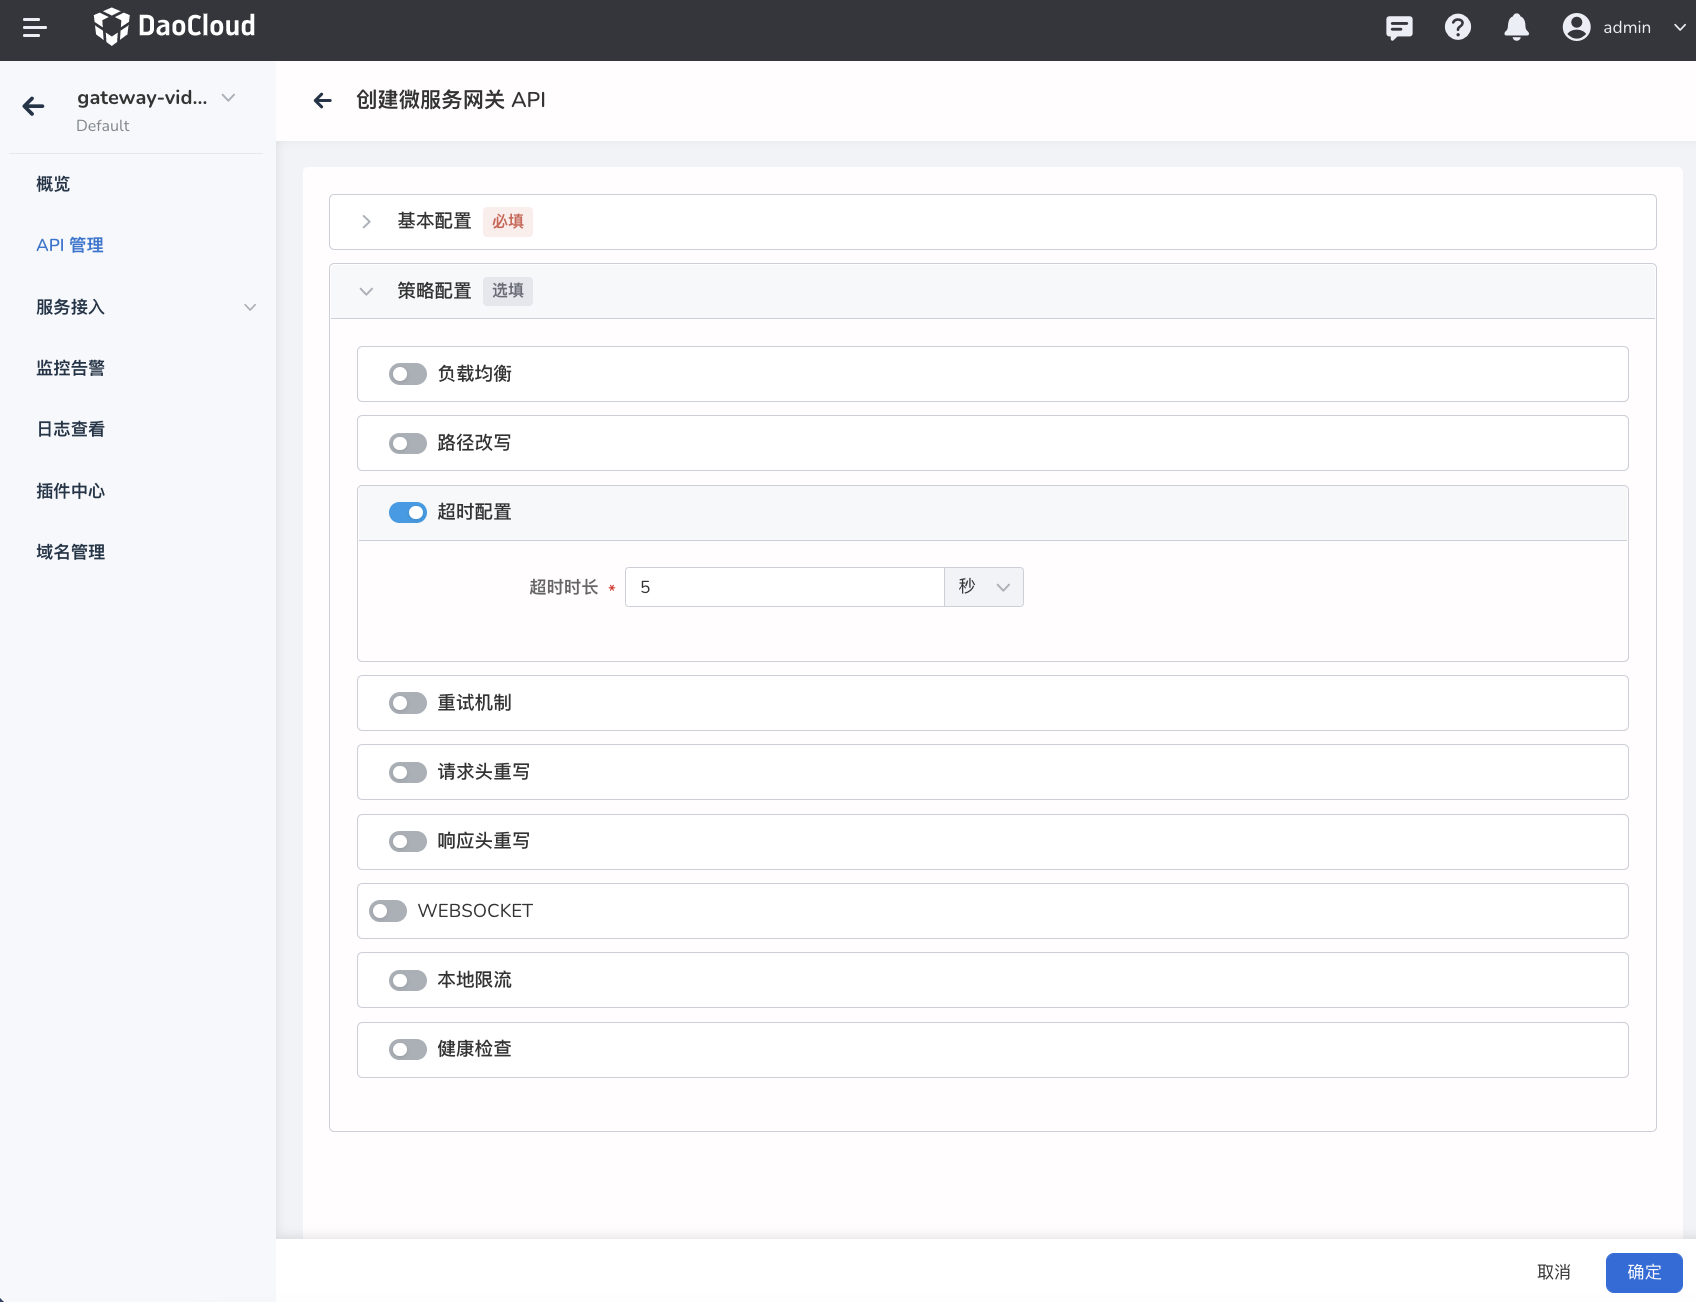 DaoCloud
admin
gateway-vid...
Default
概览
API 管理
服务接入
监控告警
日志查看
插件中心
域名管理
创建微服务网关 API
基本配置 必填
策略配置 选填
负载均衡
路径改写
超时配置
超时时长 * 5 秒
重试机制
请求头重写
响应头重写
WEBSOCKET
本地限流
健康检查
取消 确定